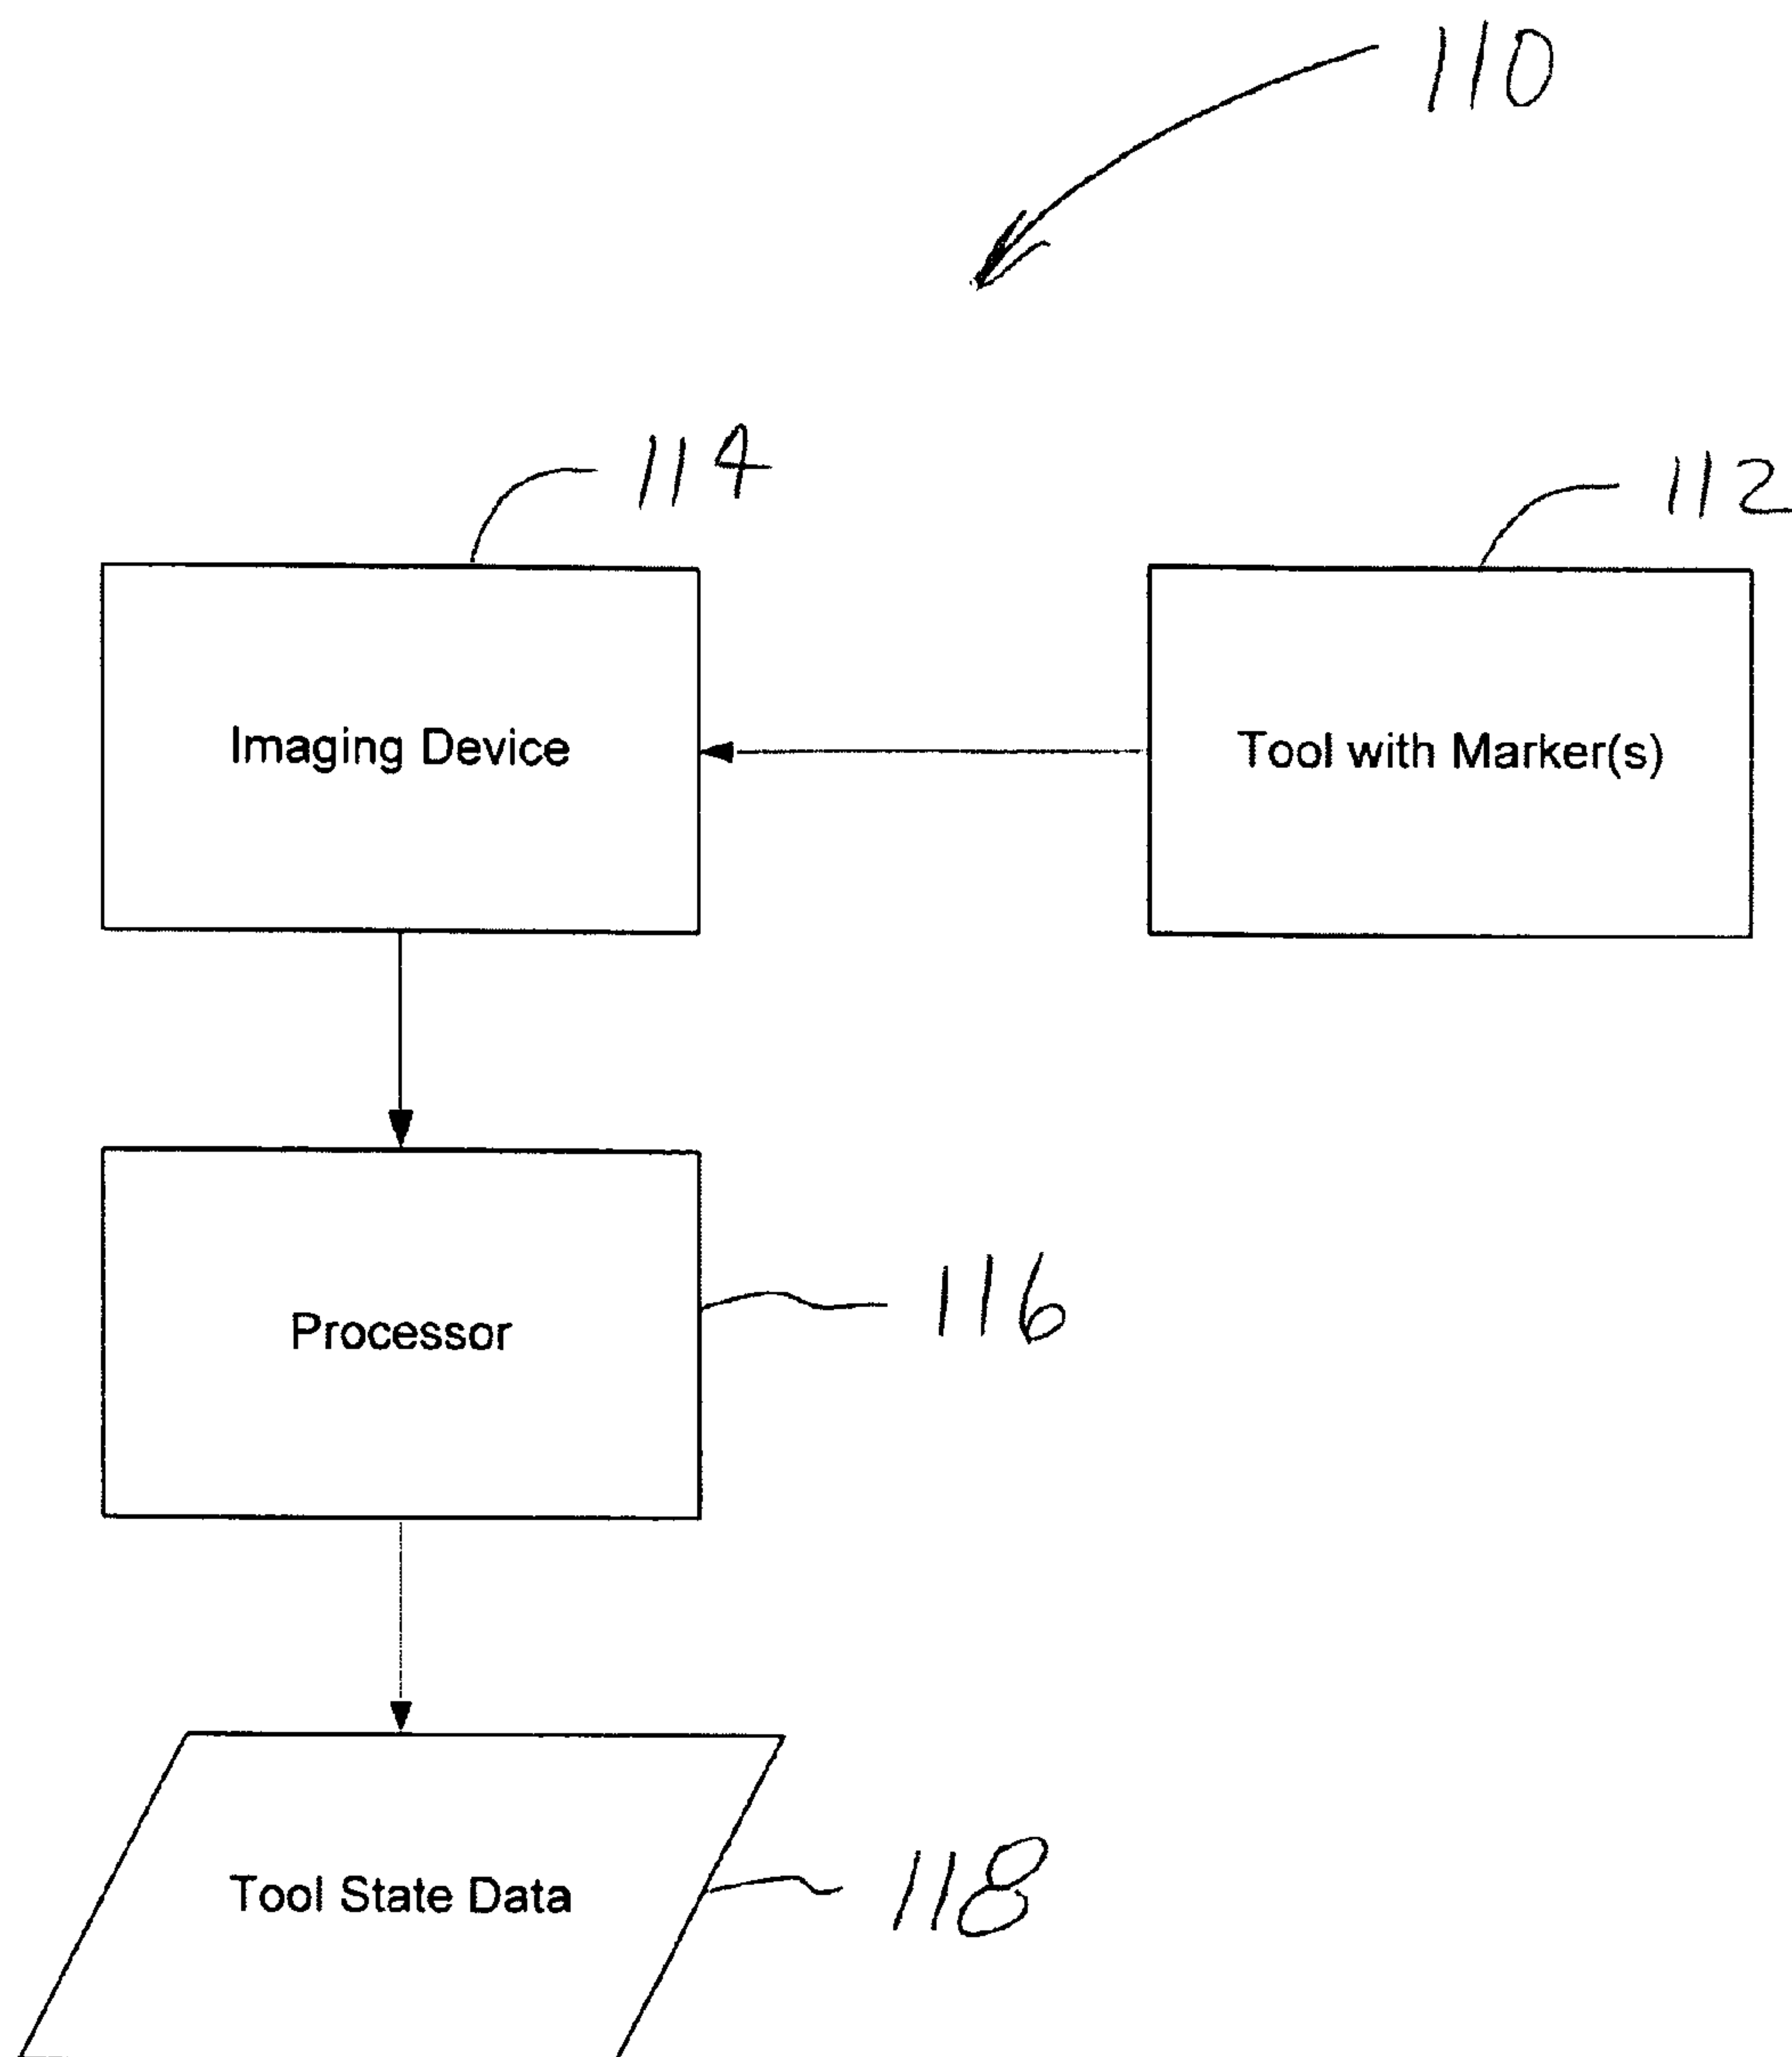 110
114
112
Imaging Device
Tool with Marker(s)
Processor
116
Tool State Data
118